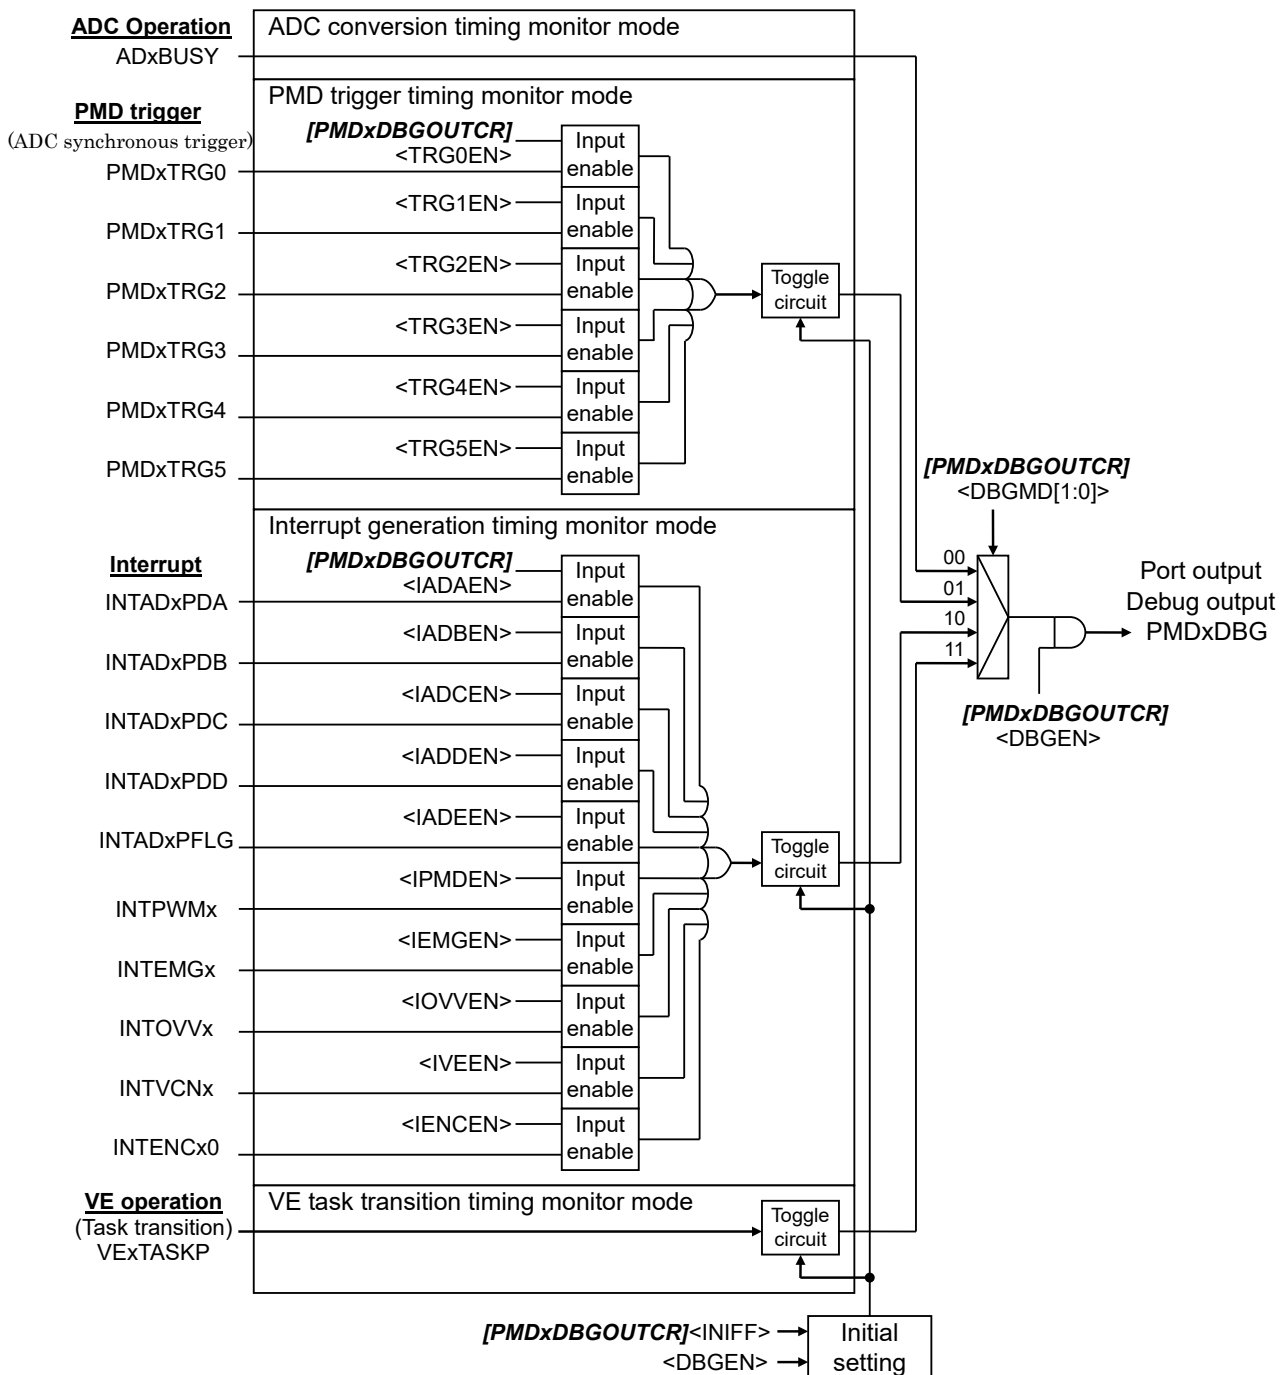 ADC Operation
ADxBUSY
ADC conversion timing monitor mode
PMD trigger
(ADC synchronous trigger)
PMD trigger timing monitor mode
[PMDxDBGOUTCR]
<TRG0EN>
Input
enable
PMDxTRG0
<TRG1EN>
Input
enable
PMDxTRG1
<TRG2EN>
Input
enable
PMDxTRG2
<TRG3EN>
Input
enable
PMDxTRG3
<TRG4EN>
Input
enable
PMDxTRG4
<TRG5EN>
Input
enable
PMDxTRG5
Toggle
circuit
Interrupt generation timing monitor mode
Interrupt
[PMDxDBGOUTCR]
<IADAEN>
Input
enable
INTADxPDA
<IADBEN>
Input
enable
INTADxPDB
<IADCEN>
Input
enable
INTADxPDC
<IADDEN>
Input
enable
INTADxPDD
<IADEEN>
Input
enable
INTADxPFLG
<IPMDEN>
Input
enable
INTPWMx
<IEMGEN>
Input
enable
INTEMGx
<IOVVEN>
Input
enable
INTOVVx
<IVEEN>
Input
enable
INTVCNx
<IENCEN>
Input
enable
INTENCx0
Toggle
circuit
VE operation
(Task transition)
VExTASKP
VE task transition timing monitor mode
Toggle
circuit
[PMDxDBGOUTCR]
<DBGMD[1:0]>
00
01
10
11
Port output
Debug output
PMDxDBG
[PMDxDBGOUTCR]
<DBGEN>
[PMDxDBGOUTCR]<INIFF>
<DBGEN>
Initial
setting